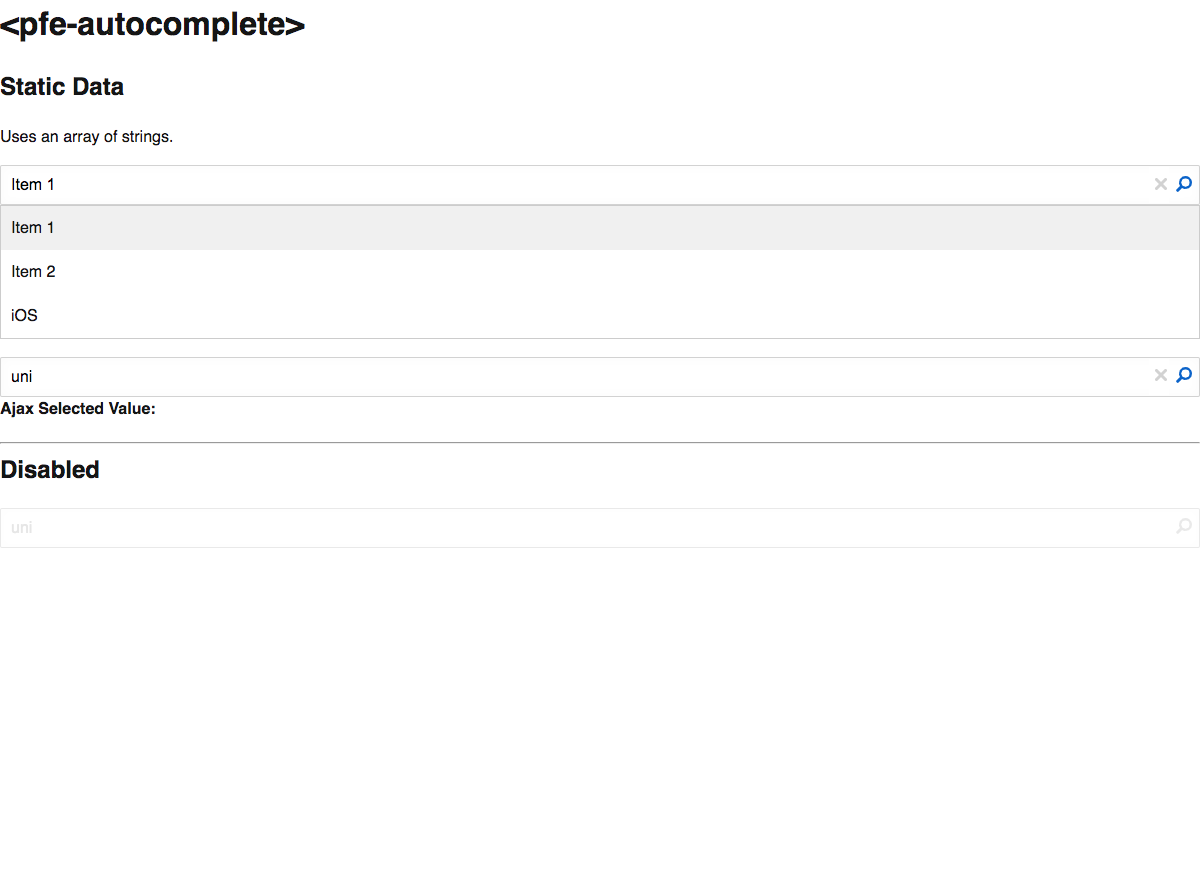 <pfe-autocomplete>
Static Data
Uses an array of strings.
Item 1
Item 1
Item 2
iOS
uni
Ajax Selected Value:
Disabled
uni